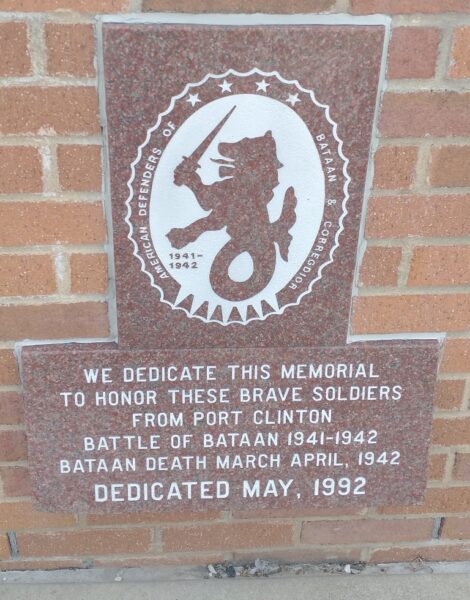 AMERICAN DEFENDERS OF
BATAAN & CORREGDIOR
1941-
1942
WE DEDICATE THIS MEMORIAL
TO HONOR THESE BRAVE SOLDIERS
FROM PORT CLINTON
BATTLE OF BATAAN 1941-1942
BATAAN DEATH MARCH APRIL, 1942
DEDICATED MAY, 1992